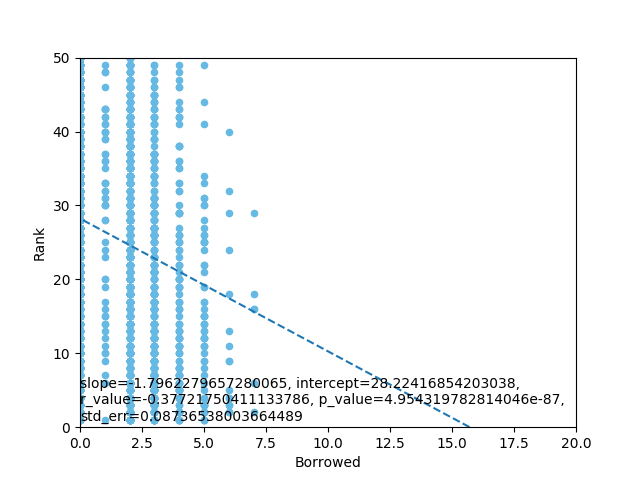 50
40
30
20
10
0
Rank
slope=-1.7962279657280065, intercept=28.22416854203038,
r_value=-0.37721750411133786, p_value=4.954319782814046e-87,
std_err=0.08736538003664489
0.0 2.5 5.0 7.5 10.0 12.5 15.0 17.5 20.0
Borrowed